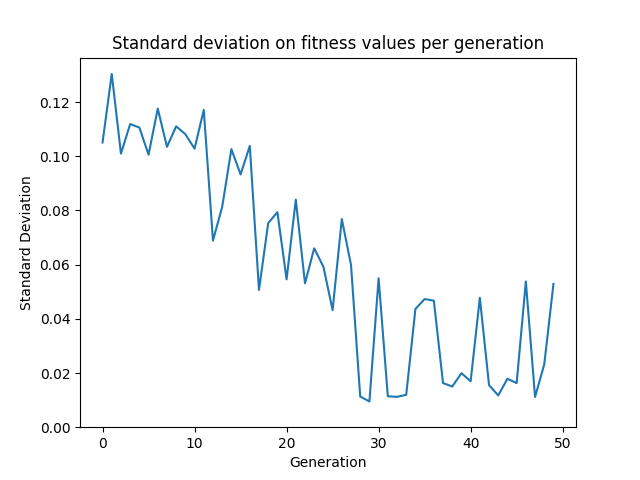 Standard deviation on fitness values per generation
0.12
0.10
0.08
0.06
0.04
0.02
0.00
Standard Deviation
0 10 20 30 40 50
Generation